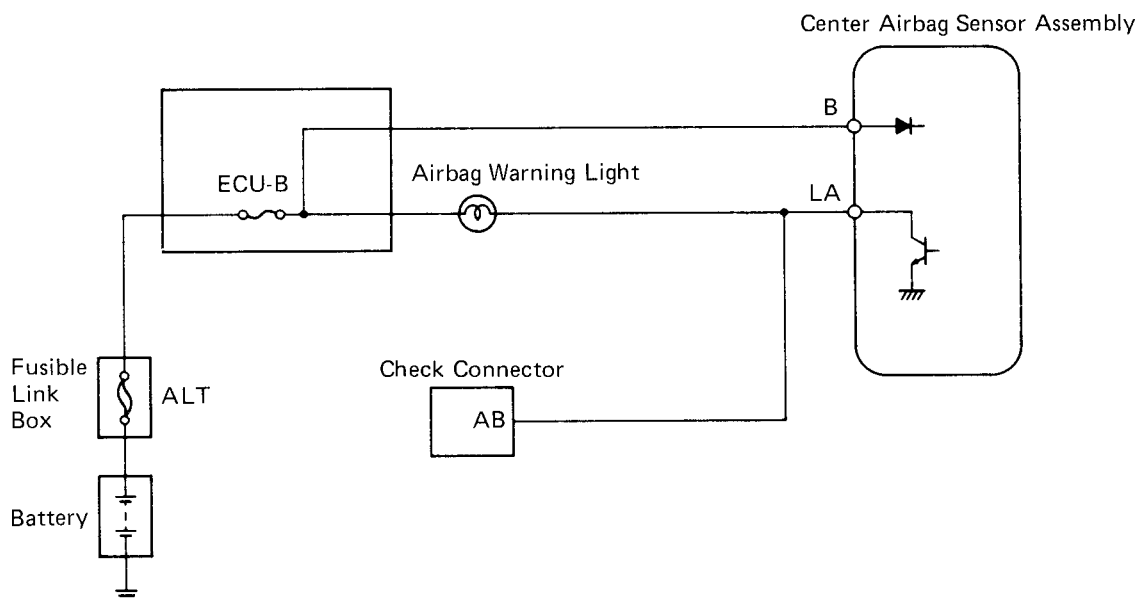 Center Airbag Sensor Assembly
B
ECU-B
Airbag Warning Light
LA
Fusible
Link
Box
ALT
Check Connector
AB
Battery